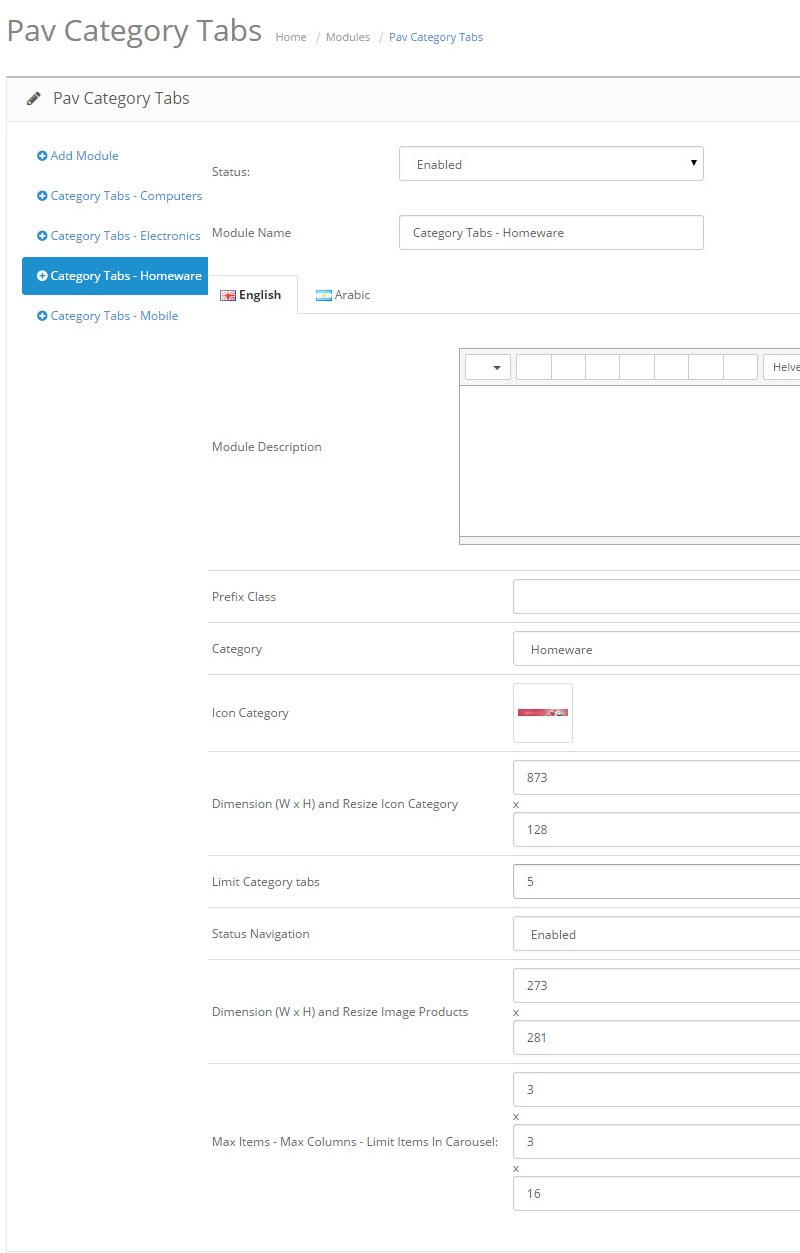 Pav Category Tabs Home / Modules / Pav Category Tabs
Pav Category Tabs
Add Module
Category Tabs - Computers
Category Tabs - Electronics
Category Tabs - Homeware
Category Tabs - Mobile
Status: Enabled
Module Name Category Tabs - Homeware
English Arabic
Helve
Module Description
Prefix Class
Category Homeware
Icon Category
Dimension (W x H) and Resize Icon Category
873
x
128
Limit Category tabs 5
Status Navigation Enabled
Dimension (W x H) and Resize Image Products
273
x
281
Max Items - Max Columns - Limit Items In Carousel:
3
x
3
x
16